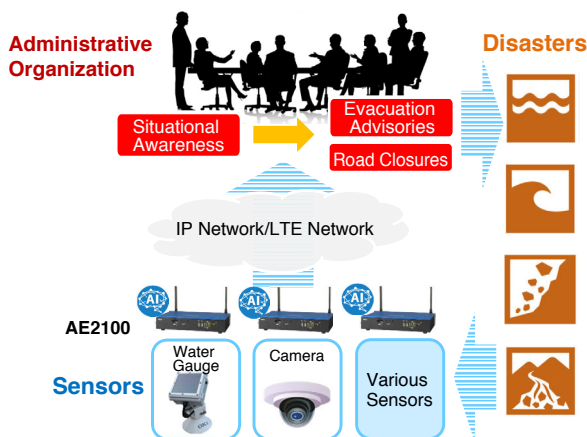 Administrative
Organization
Disasters
Situational
Awareness
Evacuation
Advisories
Road Closures
IP Network/LTE Network
AI
AI
AI
AE2100
Sensors
Water
Gauge
Camera
Various
Sensors
OKI